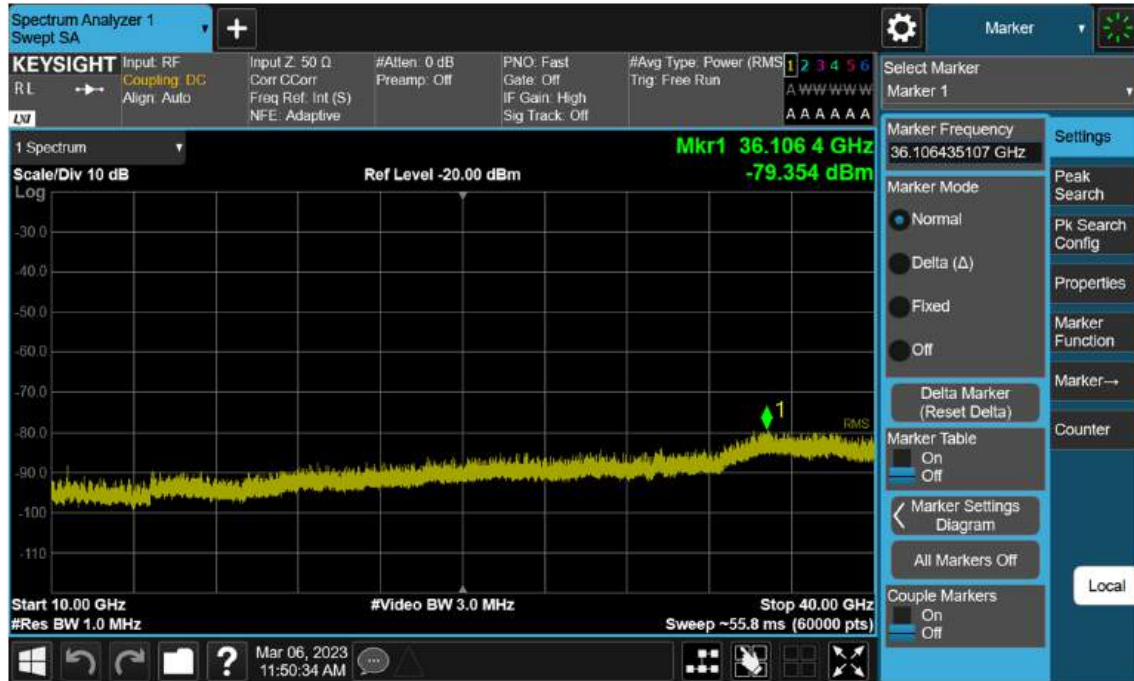 Spectrum Analyzer 1
Swept SA
Marker
KEYSIGHT
RL
LXI
Input: RF
Coupling: DC
Align: Auto
Input Z: 50 Ω
Corr CCorr
Freq Ref: Int (S)
NFE: Adaptive
#Atten: 0 dB
Preamp: Off
PNO: Fast
Gate: Off
IF Gain: High
Sig Track: Off
#Avg Type: Power (RMS
Trig: Free Run
1 2 3 4 5 6
A W W W W W
A A A A A A
Select Marker
Marker 1
1 Spectrum
Scale/Div 10 dB
Log
Ref Level -20.00 dBm
Mkr1 36.106 4 GHz
-79.354 dBm
-30.0
-40.0
-50.0
-60.0
-70.0
-80.0
-90.0
-100
-110
1
RMS
Start 10.00 GHz
#Res BW 1.0 MHz
#Video BW 3.0 MHz
Stop 40.00 GHz
Sweep ~55.8 ms (60000 pts)
Marker Frequency
36.106435107 GHz
Marker Mode
Normal
Delta (Δ)
Fixed
Off
Delta Marker
(Reset Delta)
Marker Table
On
Off
Marker Settings
Diagram
All Markers Off
Couple Markers
On
Off
Settings
Peak
Search
Pk Search
Config
Properties
Marker
Function
Marker→
Counter
Local
?
Mar 06, 2023
11:50:34 AM